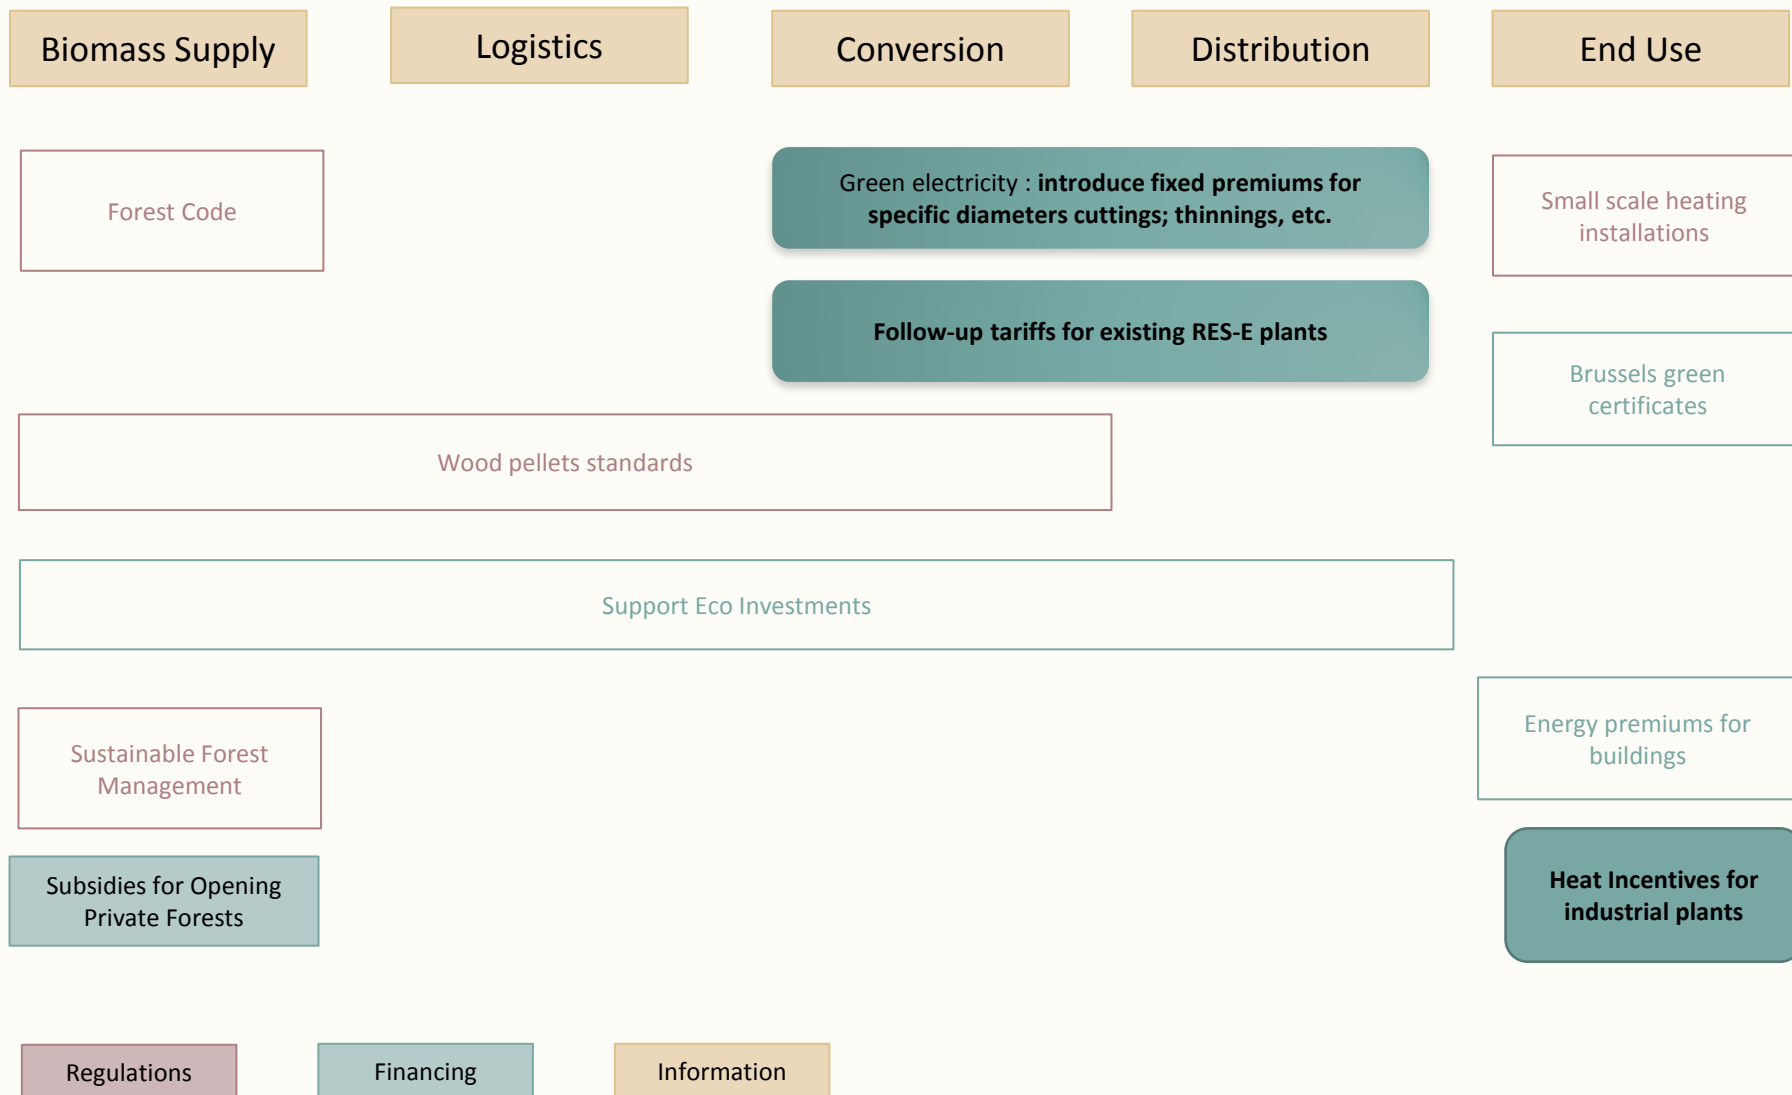 Biomass Supply
Logistics
Conversion
Distribution
End Use
Forest Code
Green electricity : introduce fixed premiums for
specific diameters cuttings; thinnings, etc.
Small scale heating
installations
Follow-up tariffs for existing RES-E plants
Brussels green
certificates
Wood pellets standards
Support Eco Investments
Sustainable Forest
Management
Energy premiums for
buildings
Subsidies for Opening
Private Forests
Heat Incentives for
industrial plants
Regulations
Financing
Information